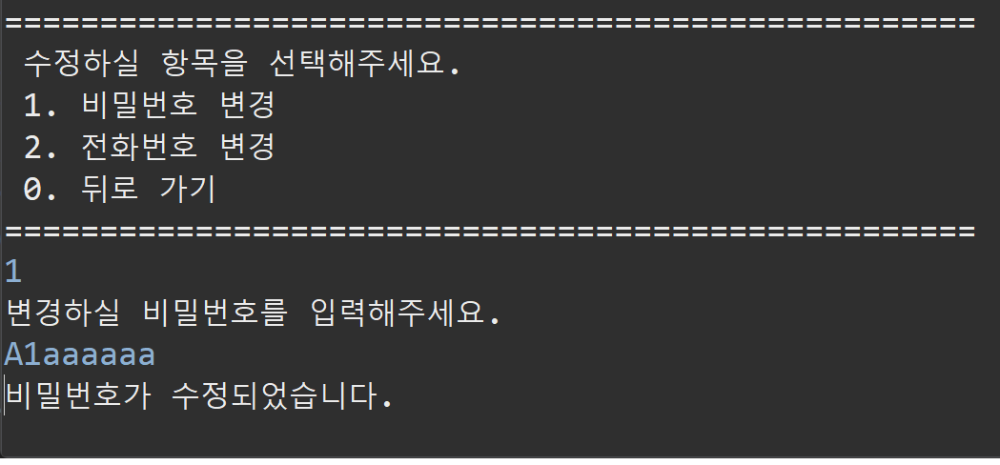 ===================================================
수정하실 항목을 선택해주세요.
1. 비밀번호 변경
2. 전화번호 변경
0. 뒤로 가기
===================================================
1
변경하실 비밀번호를 입력해주세요.
A1aaaaaa
비밀번호가 수정되었습니다.